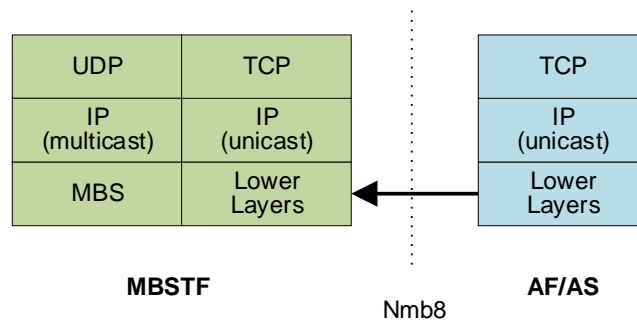 UDP TCP TCP
IP (multicast) IP (unicast) IP (unicast)
MBS Lower Layers Lower Layers
MBSTF AF/AS
Nmb8